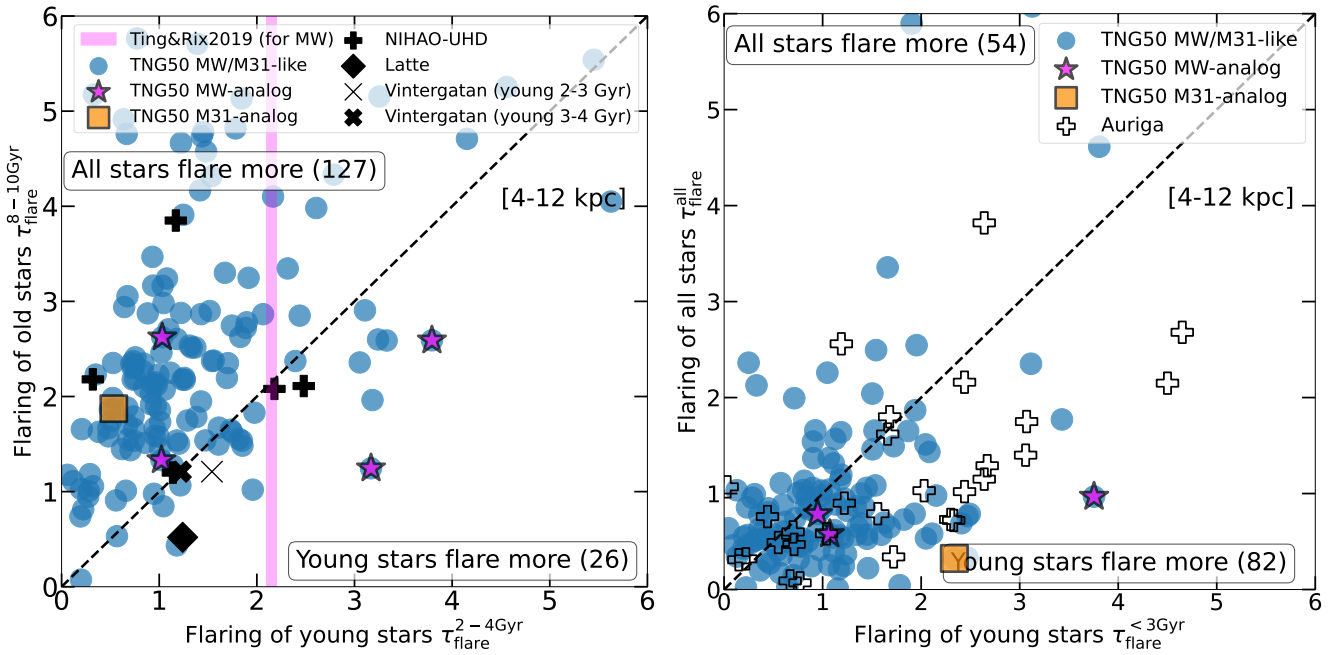 6
5
4
3
2
1
0
0 1 2 3 4 5 6
Flaring of old stars τ_flare^8−10Gyr
Flaring of young stars τ_flare^2−4Gyr
Ting&Rix2019 (for MW)
TNG50 MW/M31-like
TNG50 MW-analog
TNG50 M31-analog
NIHAO-UHD
Latte
Vintergatan (young 2-3 Gyr)
Vintergatan (young 3-4 Gyr)
All stars flare more (127)
[4-12 kpc]
Young stars flare more (26)
6
5
4
3
2
1
0
0 1 2 3 4 5 6
Flaring of all stars τ_flare^all
Flaring of young stars τ_flare^<3Gyr
All stars flare more (54)
TNG50 MW/M31-like
TNG50 MW-analog
TNG50 M31-analog
Auriga
[4-12 kpc]
Young stars flare more (82)